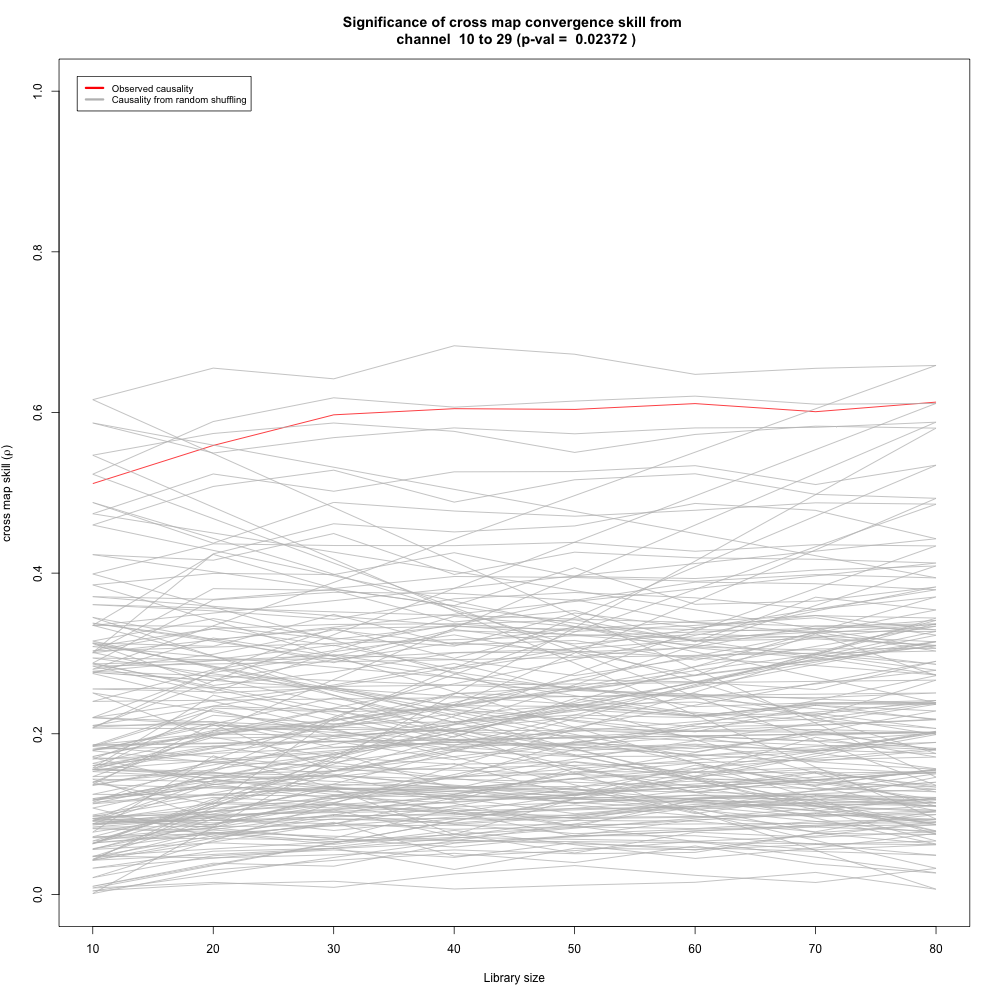 Significance of cross map convergence skill from
channel  10 to 29 (p-val =  0.02372 )
Observed causality
Causality from random shuffling
1.0
0.8
0.6
0.4
0.2
0.0
cross map skill (ρ)
10 20 30 40 50 60 70 80
Library size